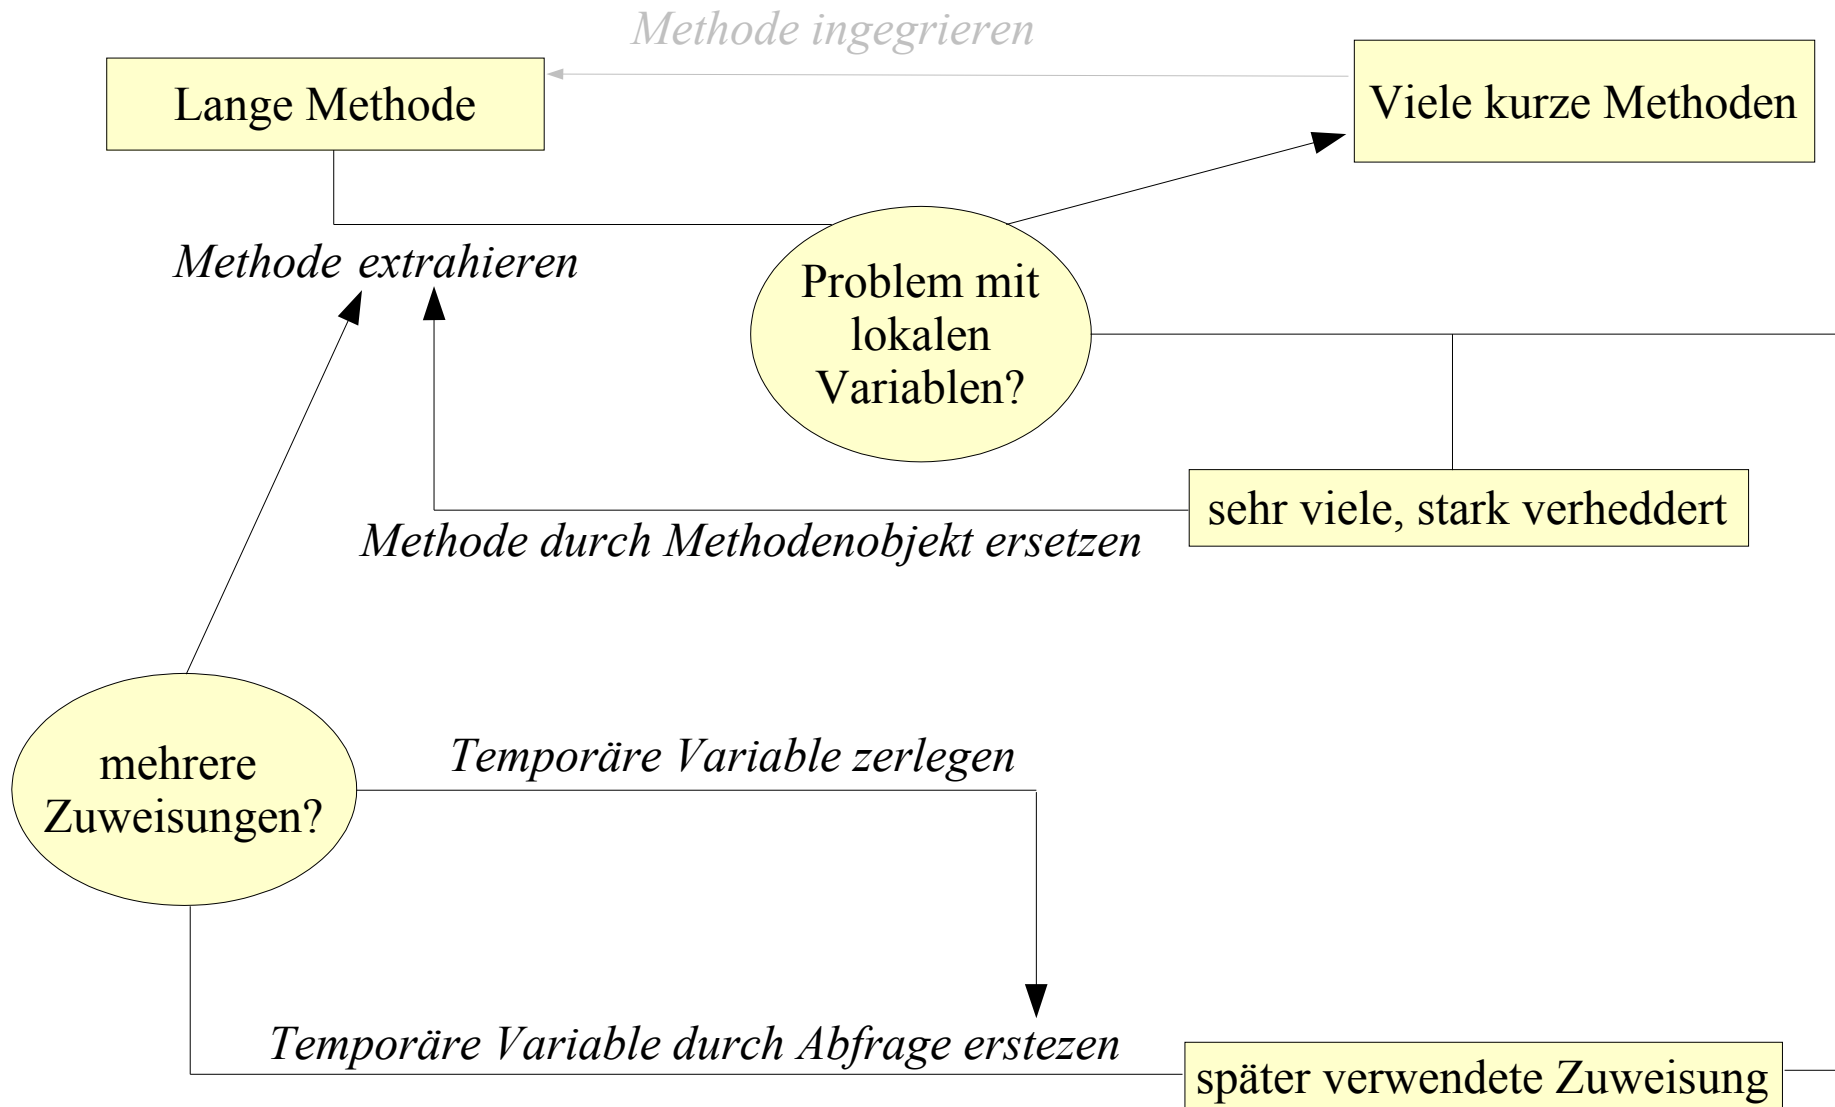 Methode ingegrieren
Lange Methode
Viele kurze Methoden
Methode extrahieren
Problem mit
lokalen
Variablen?
sehr viele, stark verheddert
Methode durch Methodenobjekt ersetzen
mehrere
Zuweisungen?
Temporäre Variable zerlegen
Temporäre Variable durch Abfrage erstezen
später verwendete Zuweisung